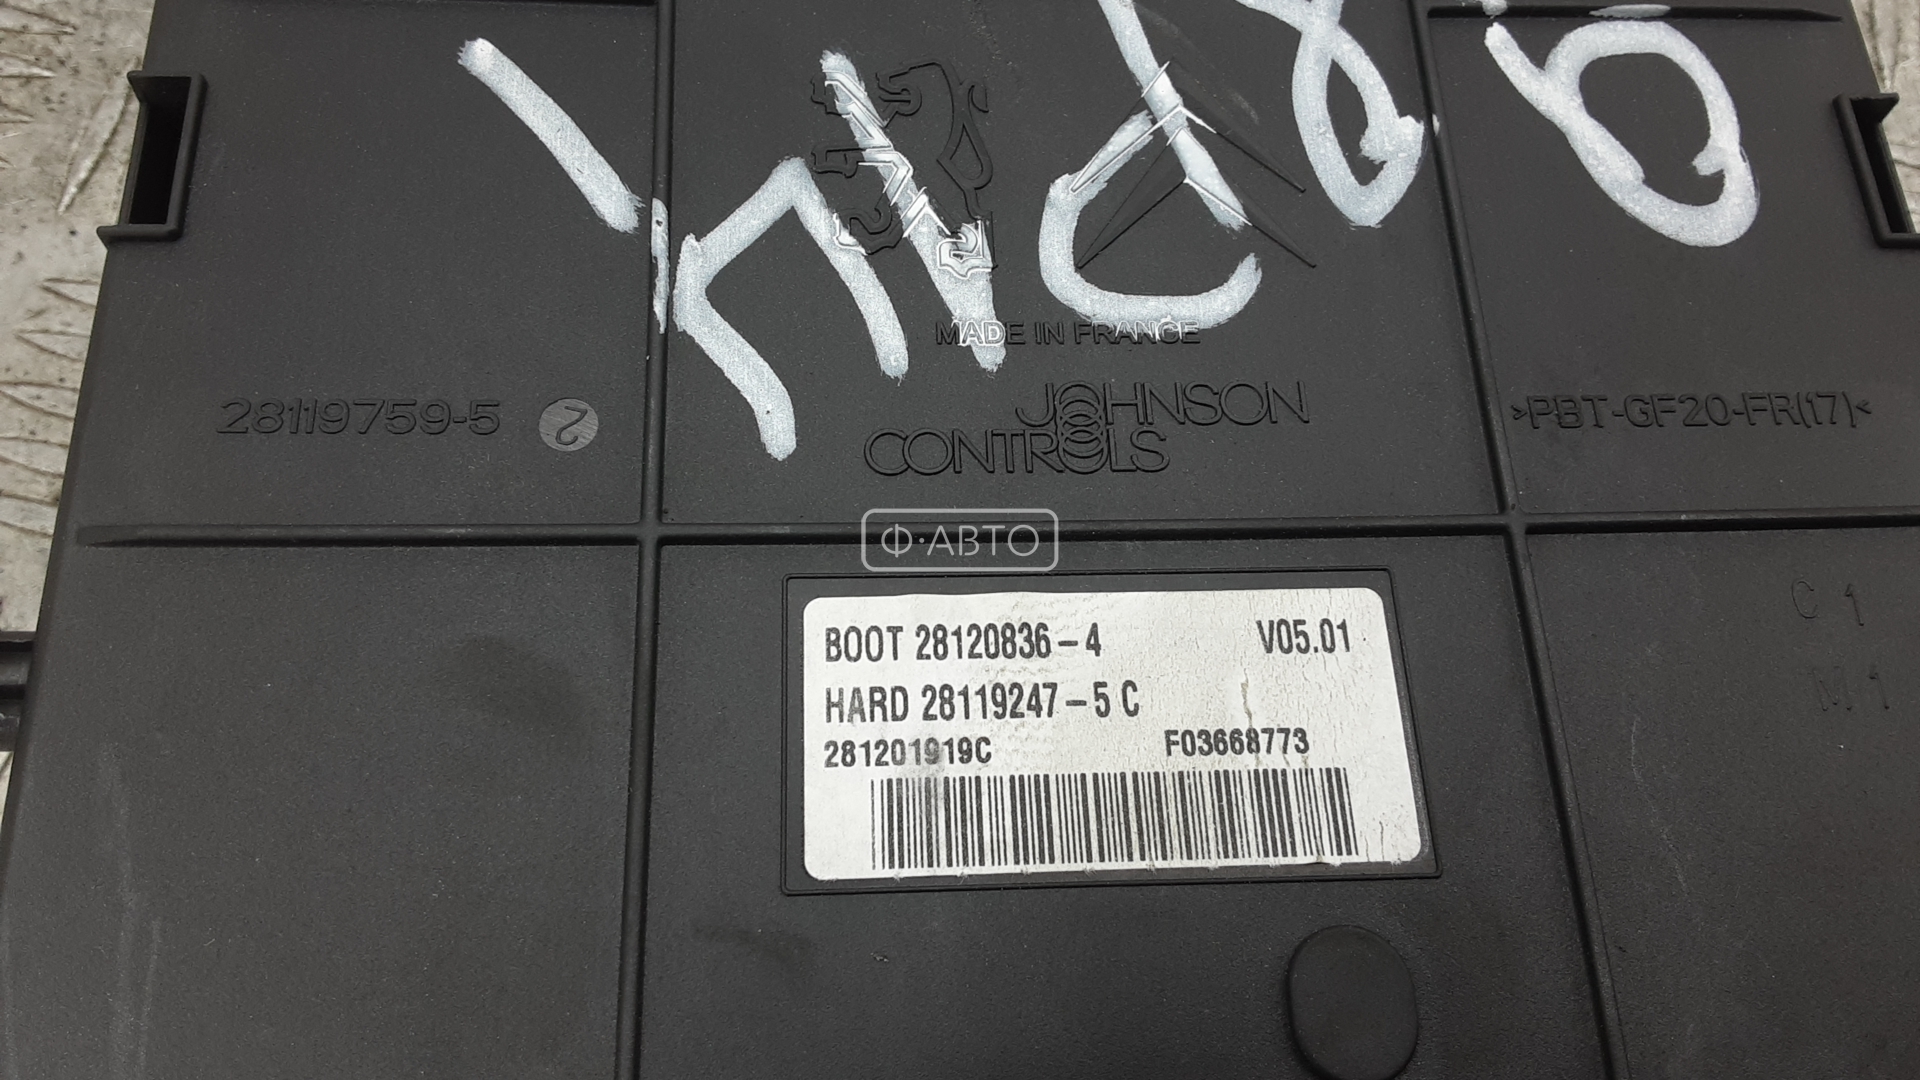 MADE IN FRANCE
28119759-5 2
JOHNSON
CONTROLS
>PBT-GF20-FR(17)<
Ф·АВТО
BOOT 28120836-4 V05.01
HARD 28119247-5 C
281201919C F03668773
C 1
M 1